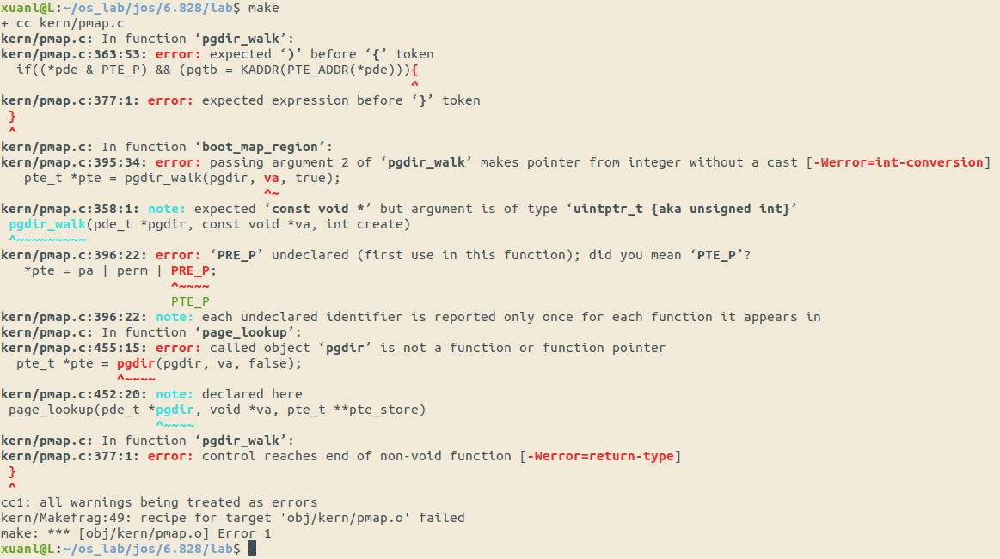 xuanl@L:~/os_lab/jos/6.828/lab$ make
+ cc kern/pmap.c
kern/pmap.c: In function ‘pgdir_walk’:
kern/pmap.c:363:53: error: expected ‘)’ before ‘{’ token
  if((*pde & PTE_P) && (pgtb = KADDR(PTE_ADDR(*pde))){
                                                     ^
kern/pmap.c:377:1: error: expected expression before ‘}’ token
 }
 ^
kern/pmap.c: In function ‘boot_map_region’:
kern/pmap.c:395:34: error: passing argument 2 of ‘pgdir_walk’ makes pointer from integer without a cast [-Werror=int-conversion]
   pte_t *pte = pgdir_walk(pgdir, va, true);
                                  ^~
kern/pmap.c:358:1: note: expected ‘const void *’ but argument is of type ‘uintptr_t {aka unsigned int}’
 pgdir_walk(pde_t *pgdir, const void *va, int create)
 ^~~~~~~~~~
kern/pmap.c:396:22: error: ‘PRE_P’ undeclared (first use in this function); did you mean ‘PTE_P’?
   *pte = pa | perm | PRE_P;
                      ^~~~~
                      PTE_P
kern/pmap.c:396:22: note: each undeclared identifier is reported only once for each function it appears in
kern/pmap.c: In function ‘page_lookup’:
kern/pmap.c:455:15: error: called object ‘pgdir’ is not a function or function pointer
  pte_t *pte = pgdir(pgdir, va, false);
               ^~~~~
kern/pmap.c:452:20: note: declared here
 page_lookup(pde_t *pgdir, void *va, pte_t **pte_store)
                    ^~~~~
kern/pmap.c: In function ‘pgdir_walk’:
kern/pmap.c:377:1: error: control reaches end of non-void function [-Werror=return-type]
 }
 ^
cc1: all warnings being treated as errors
kern/Makefrag:49: recipe for target 'obj/kern/pmap.o' failed
make: *** [obj/kern/pmap.o] Error 1
xuanl@L:~/os_lab/jos/6.828/lab$